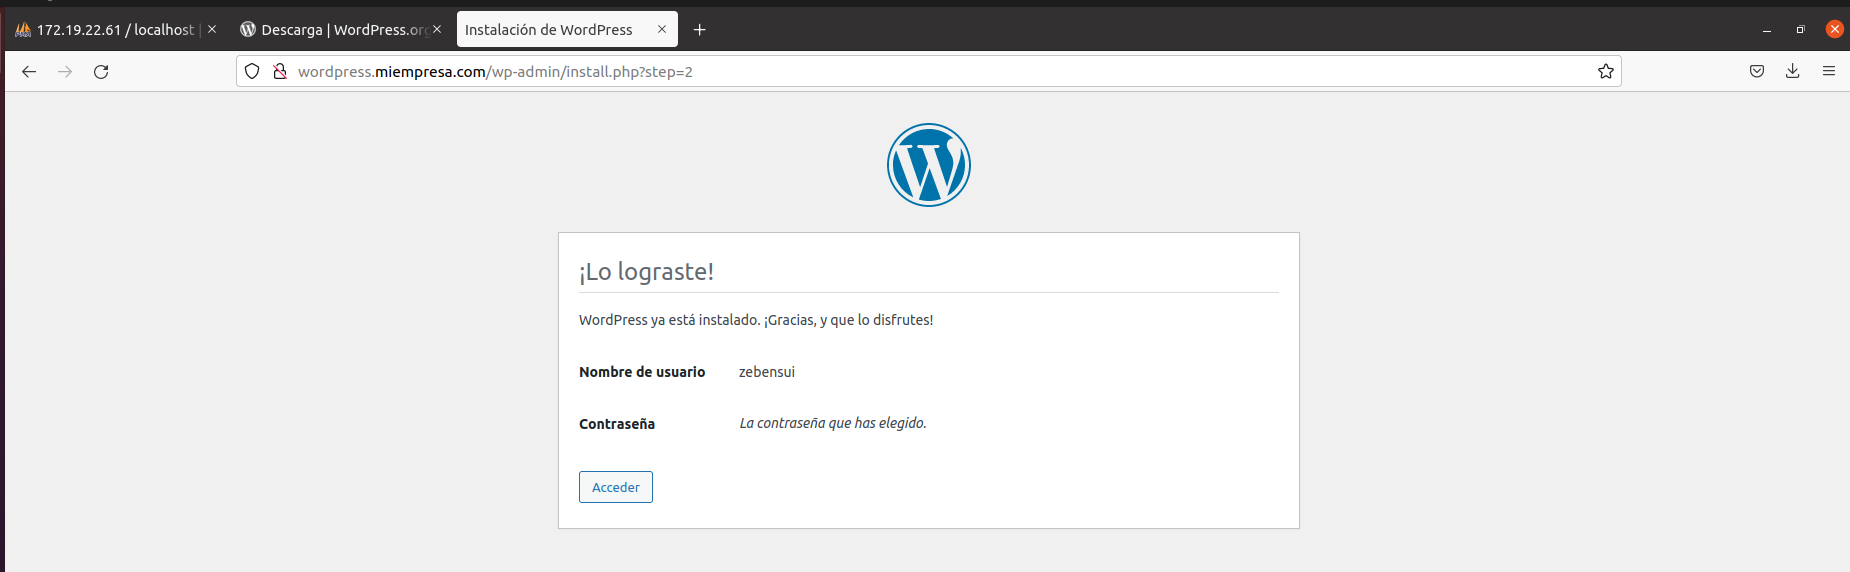 172.19.22.61 / localhost |
Descarga | WordPress.org
Instalación de WordPress
wordpress.miempresa.com/wp-admin/install.php?step=2
¡Lo lograste!
WordPress ya está instalado. ¡Gracias, y que lo disfrutes!
Nombre de usuario zebensui
Contraseña La contraseña que has elegido.
Acceder